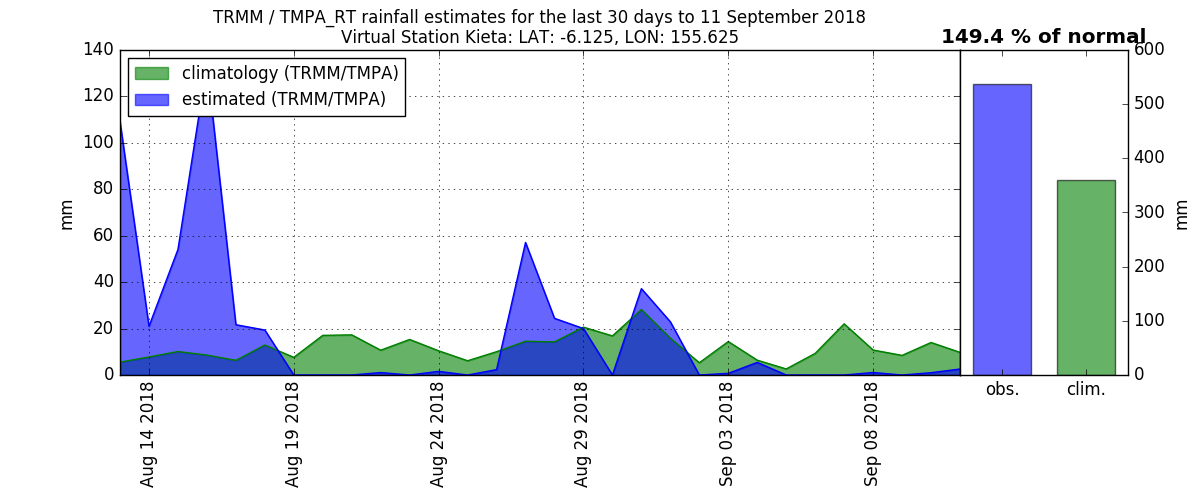 TRMM / TMPA_RT rainfall estimates for the last 30 days to 11 September 2018
Virtual Station Kieta: LAT: -6.125, LON: 155.625
149.4 % of normal
climatology (TRMM/TMPA)
estimated (TRMM/TMPA)
140
120
100
80
60
40
20
0
mm
Aug 14 2018
Aug 19 2018
Aug 24 2018
Aug 29 2018
Sep 03 2018
Sep 08 2018
600
500
400
300
200
100
0
mm
obs.
clim.